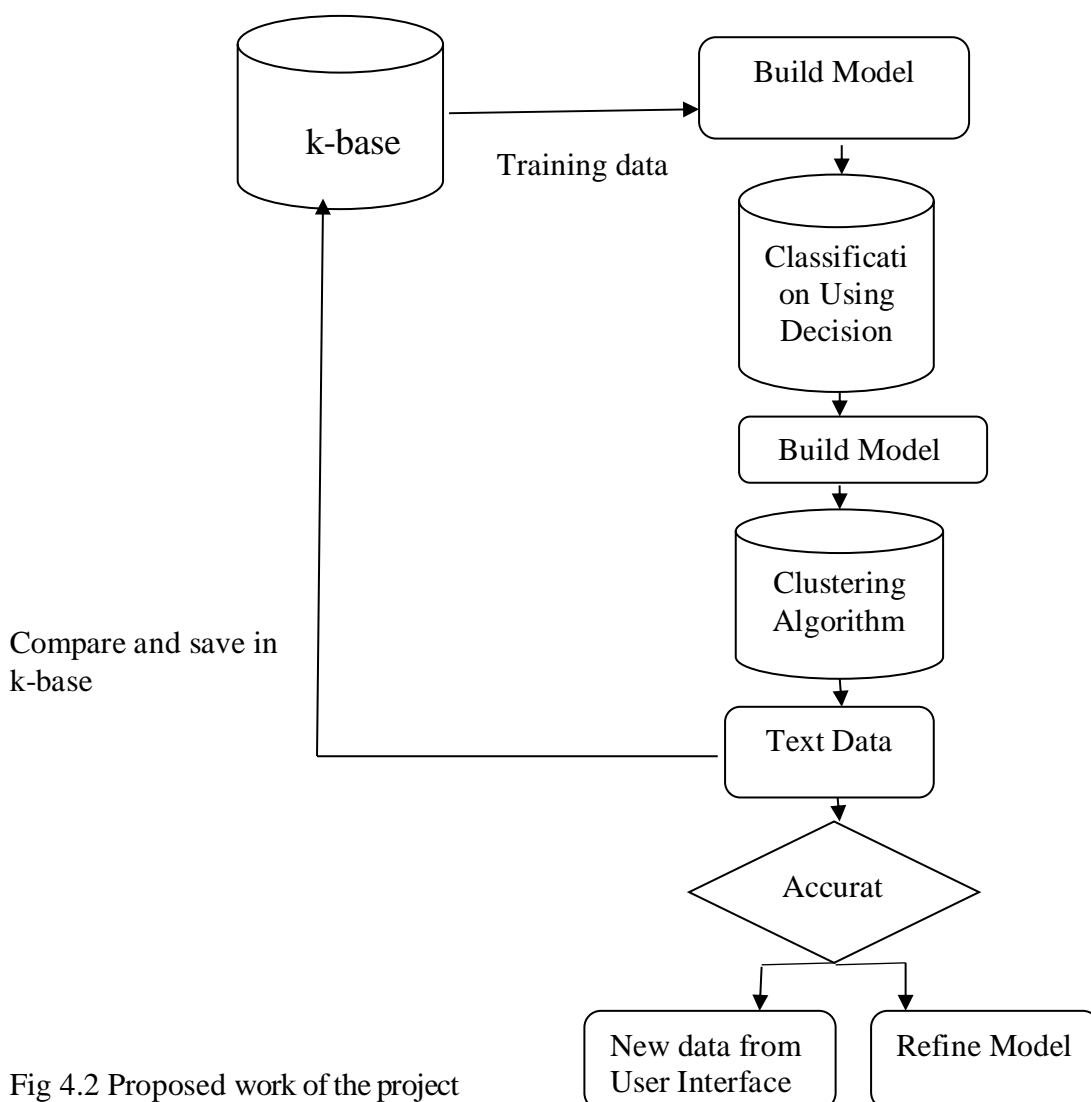 k-base
Build Model
Training data
Classificati
on Using
Decision
Build Model
Clustering
Algorithm
Compare and save in
k-base
Text Data
Accurat
New data from
User Interface
Refine Model
Fig 4.2 Proposed work of the project